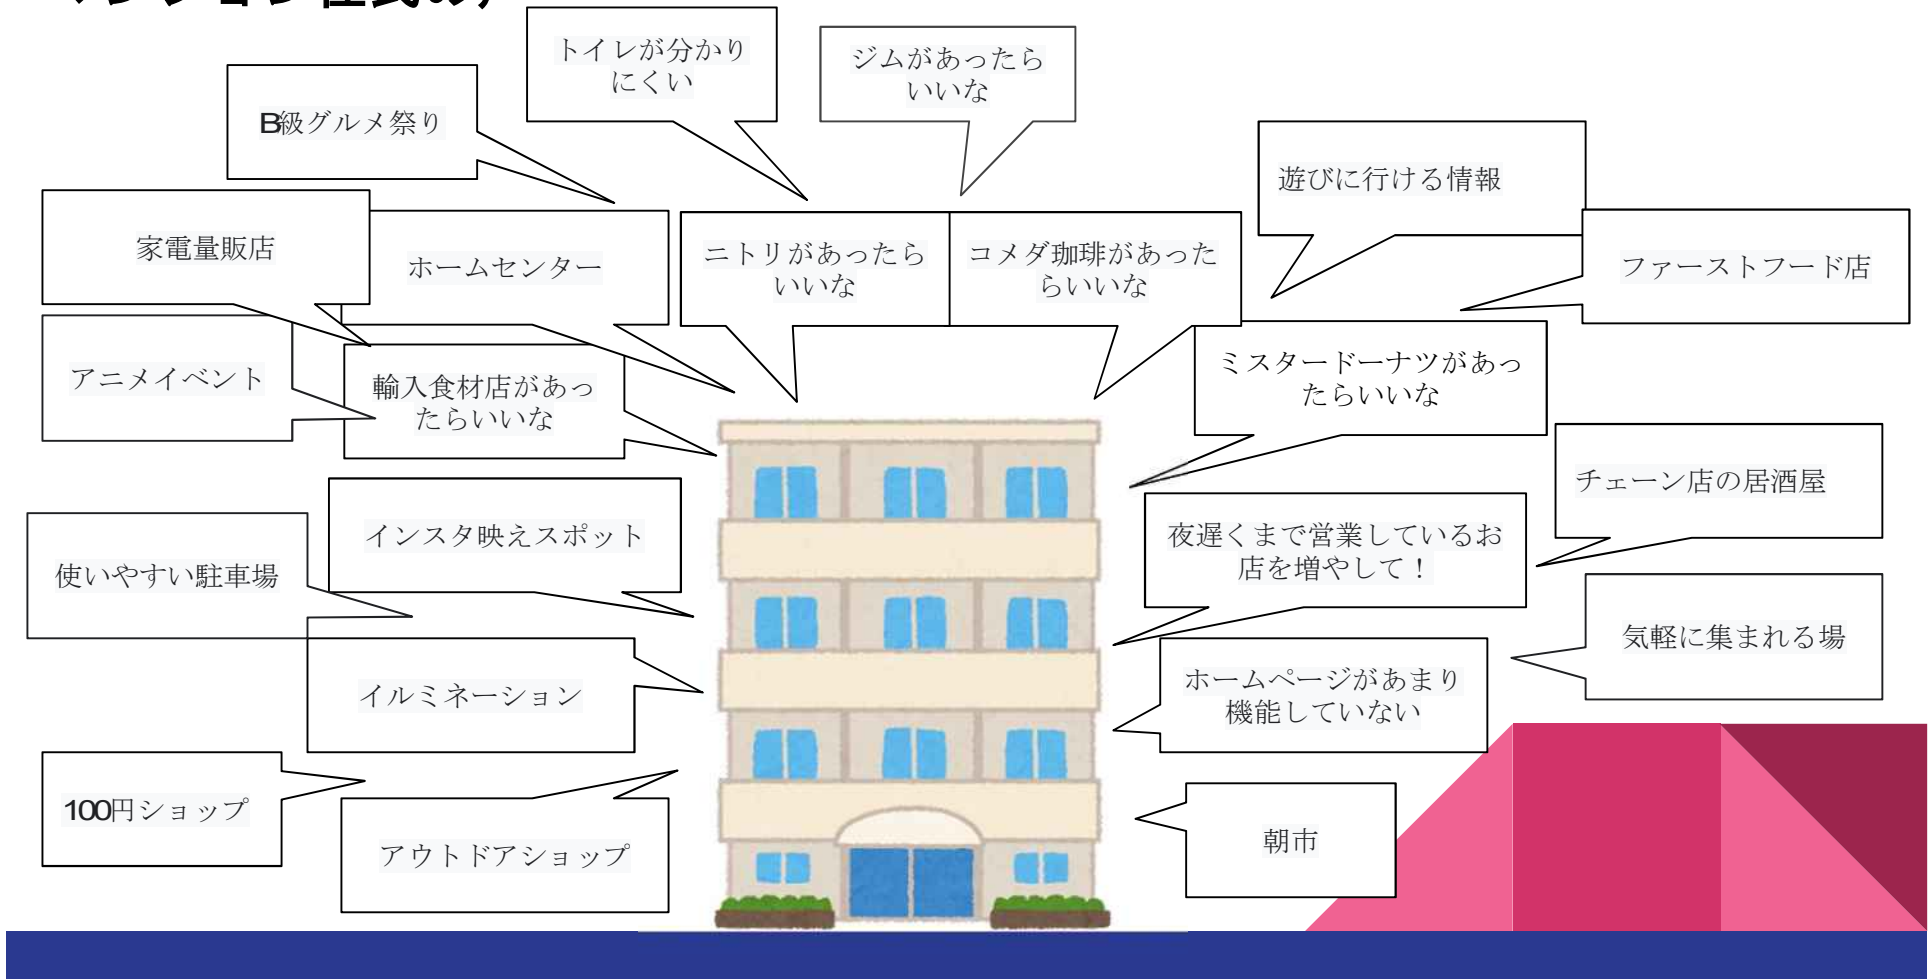 トイレが分かり
にくい
ジムがあったら
いいな
B級グルメ祭り
遊びに行ける情報
家電量販店
ホームセンター
ニトリがあったら
いいな
コメダ珈琲があった
らいいな
ファーストフード店
アニメイベント
輸入食材店があっ
たらいいな
ミスタードーナツがあっ
たらいいな
チェーン店の居酒屋
インスタ映えスポット
夜遅くまで営業しているお
店を増やして！
使いやすい駐車場
気軽に集まれる場
イルミネーション
ホームページがあまり
機能していない
100円ショップ
アウトドアショップ
朝市